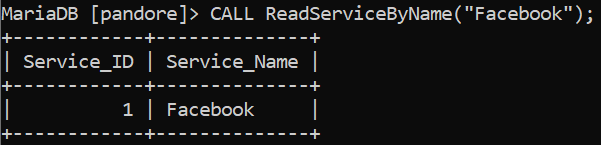 MariaDB [pandore]> CALL ReadServiceByName("Facebook");
+------------+--------------+
| Service_ID | Service_Name |
+------------+--------------+
|          1 | Facebook     |
+------------+--------------+